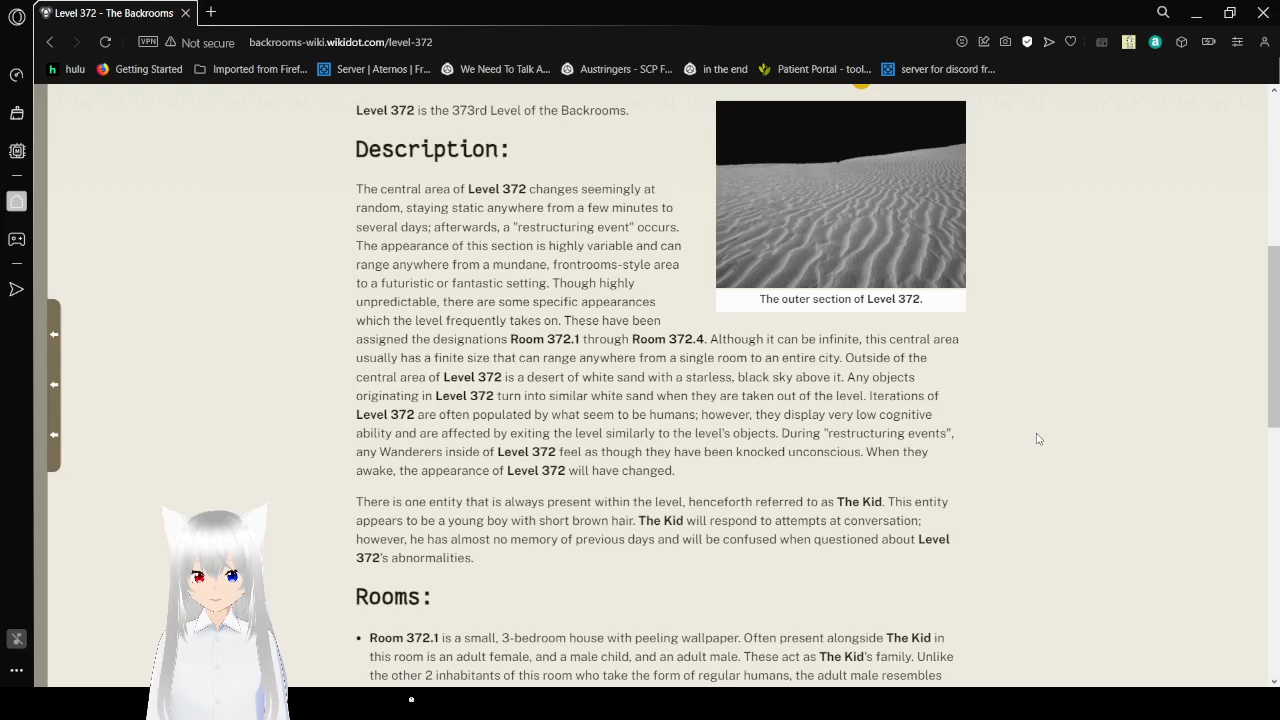 Level 372 - The Backrooms
VPN Not secure backrooms-wiki.wikidot.com/level-372
hulu Getting Started Imported from Firef... Server | Aternos | Fr... We Need To Talk A... Austringers - SCP F... in the end Patient Portal - tool... server for discord fr...
Level 372 is the 373rd Level of the Backrooms.
Description:
The central area of Level 372 changes seemingly at
random, staying static anywhere from a few minutes to
several days; afterwards, a "restructuring event" occurs.
The appearance of this section is highly variable and can
range anywhere from a mundane, frontrooms-style area
to a futuristic or fantastic setting. Though highly
unpredictable, there are some specific appearances
which the level frequently takes on. These have been
The outer section of Level 372.
assigned the designations Room 372.1 through Room 372.4. Although it can be infinite, this central area
usually has a finite size that can range anywhere from a single room to an entire city. Outside of the
central area of Level 372 is a desert of white sand with a starless, black sky above it. Any objects
originating in Level 372 turn into similar white sand when they are taken out of the level. Iterations of
Level 372 are often populated by what seem to be humans; however, they display very low cognitive
ability and are affected by exiting the level similarly to the level's objects. During "restructuring events",
any Wanderers inside of Level 372 feel as though they have been knocked unconscious. When they
awake, the appearance of Level 372 will have changed.
There is one entity that is always present within the level, henceforth referred to as The Kid. This entity
appears to be a young boy with short brown hair. The Kid will respond to attempts at conversation;
however, he has almost no memory of previous days and will be confused when questioned about Level
372's abnormalities.
Rooms:
• Room 372.1 is a small, 3-bedroom house with peeling wallpaper. Often present alongside The Kid in
this room is an adult female, and a male child, and an adult male. These act as The Kid's family. Unlike
the other 2 inhabitants of this room who take the form of regular humans, the adult male resembles